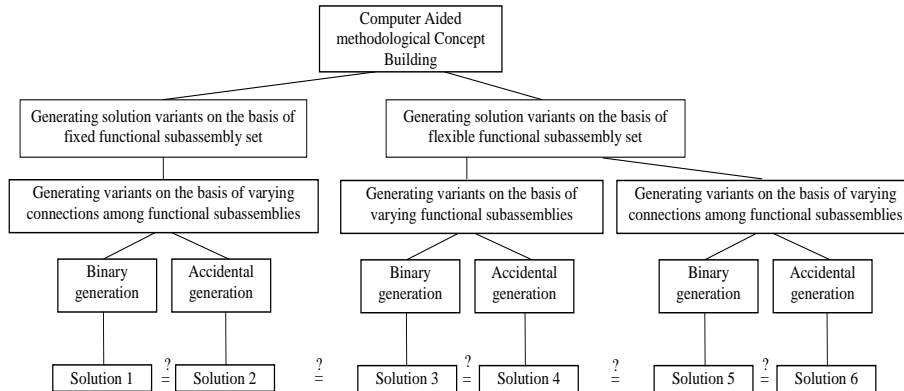 Computer Aided
methodological Concept
Building
Generating solution variants on the basis of
fixed functional subassembly set
Generating solution variants on the basis of
flexible functional subassembly set
Generating variants on the basis of varying
connections among functional subassemblies
Generating variants on the basis of
varying functional subassemblies
Generating variants on the basis of varying
connections among functional subassemblies
Binary
generation
Accidental
generation
Binary
generation
Accidental
generation
Binary
generation
Accidental
generation
Solution 1 ?= Solution 2 ?= Solution 3 ?= Solution 4 ?= Solution 5 ?= Solution 6